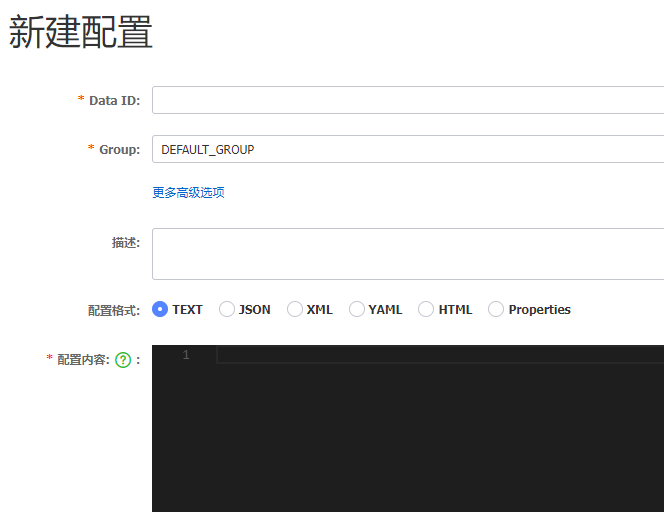 新建配置
* Data ID:
* Group: DEFAULT_GROUP
更多高级选项
描述:
配置格式: TEXT JSON XML YAML HTML Properties
* 配置内容: ? :
1